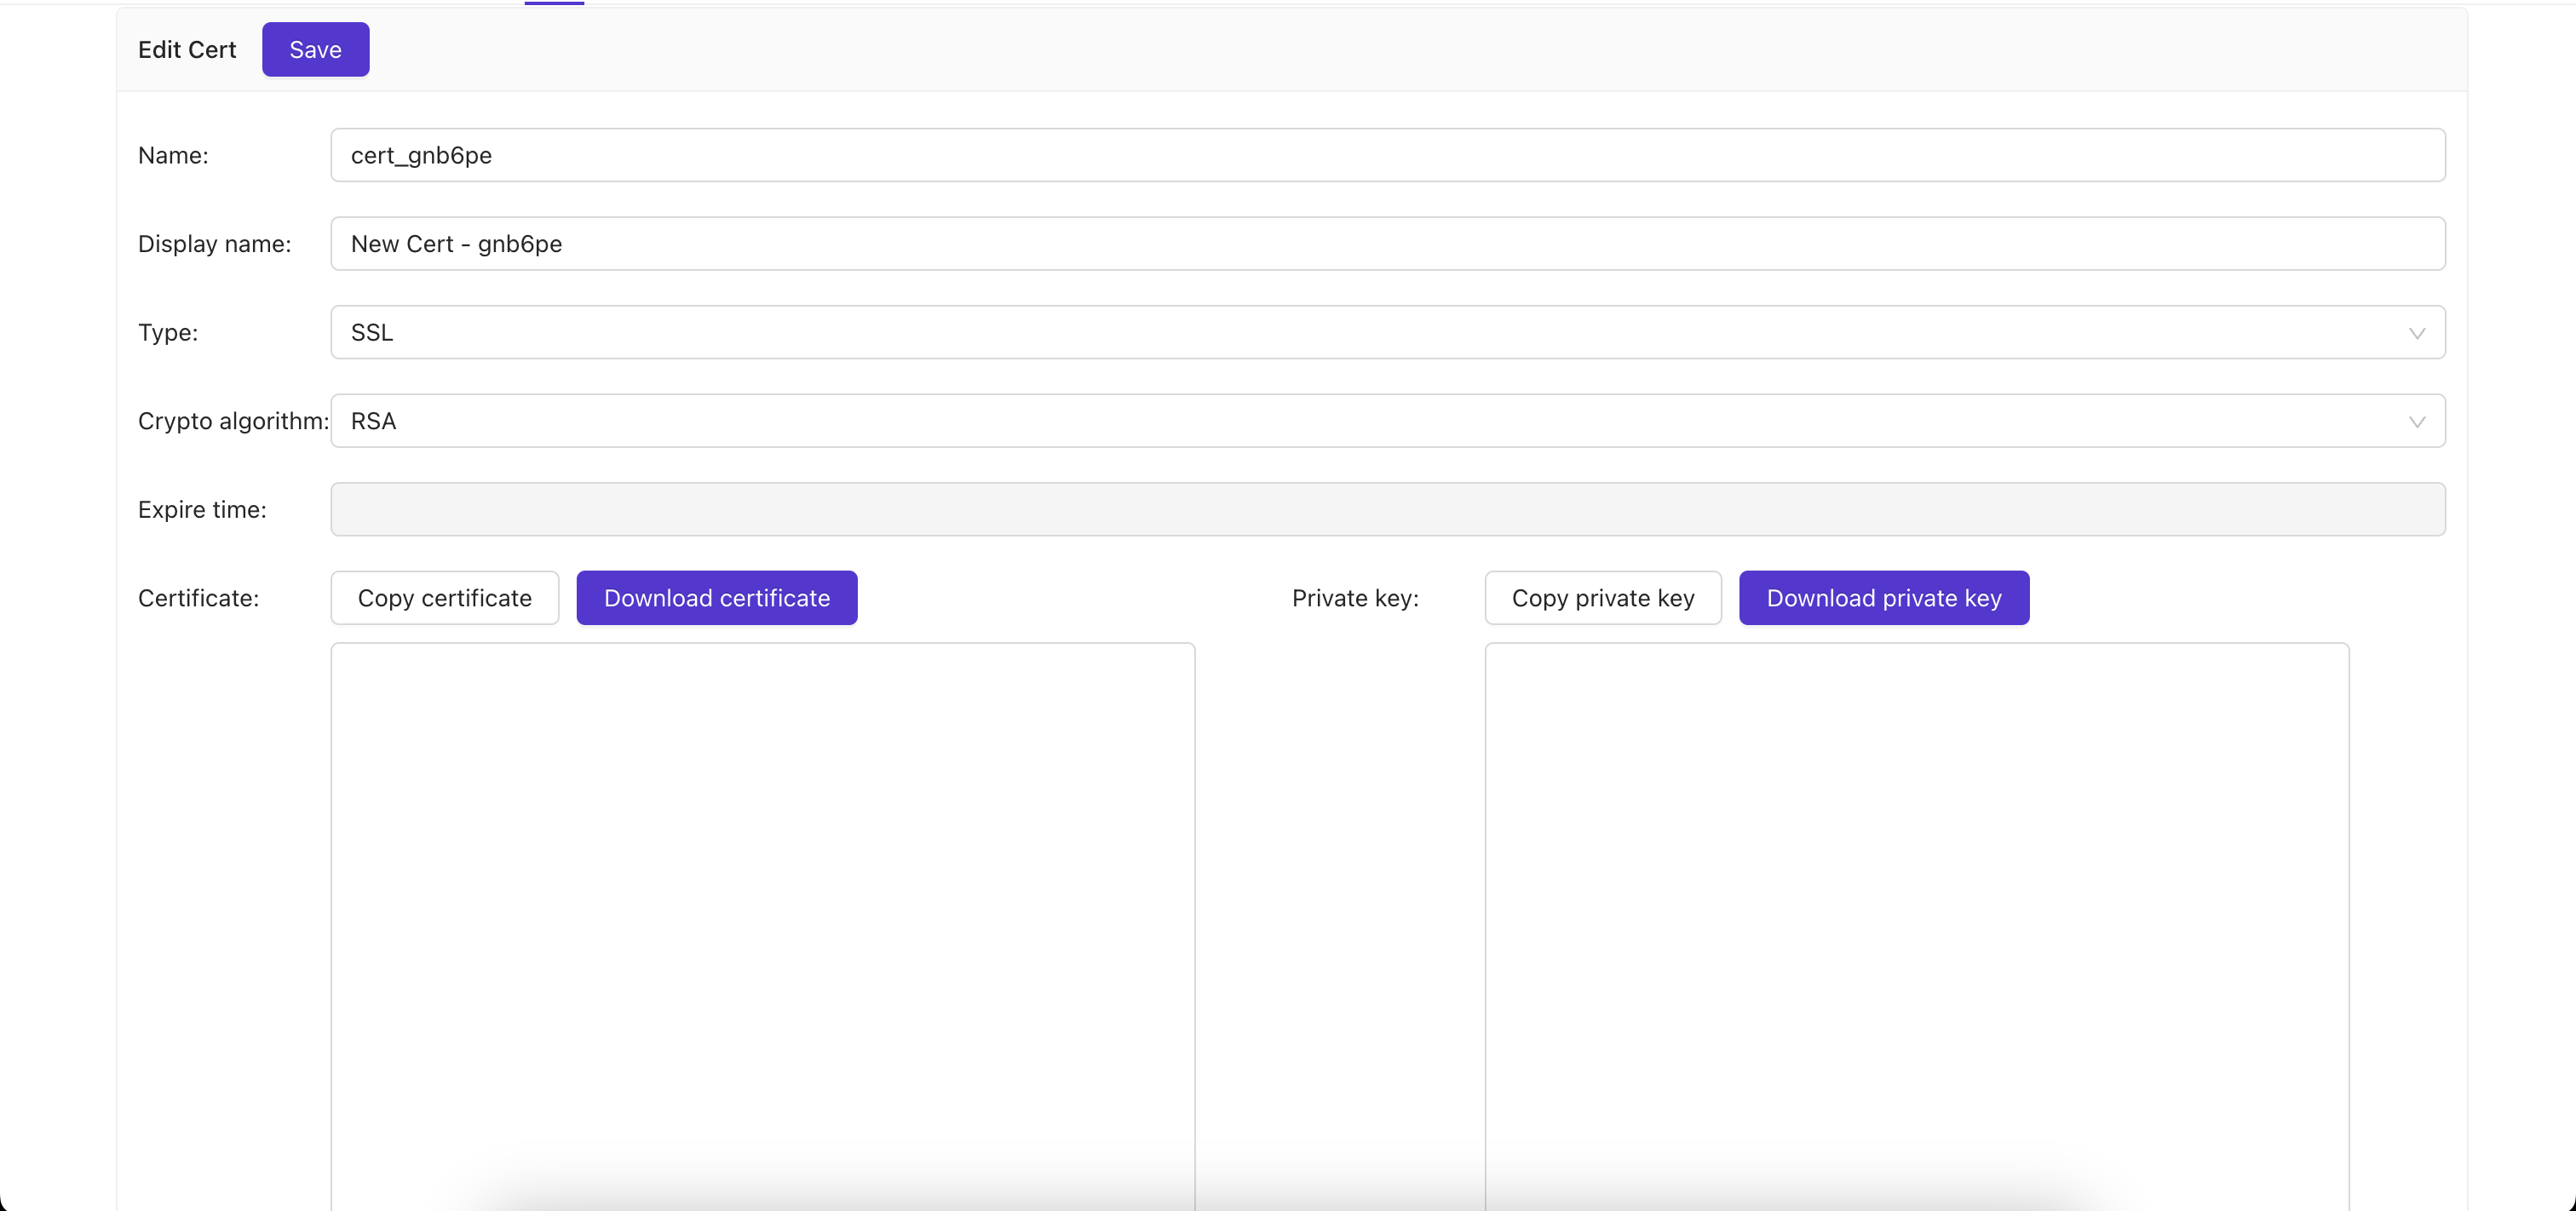 Edit Cert Save
Name: cert_gnb6pe
Display name: New Cert - gnb6pe
Type: SSL
Crypto algorithm: RSA
Expire time:
Certificate: Copy certificate Download certificate Private key: Copy private key Download private key